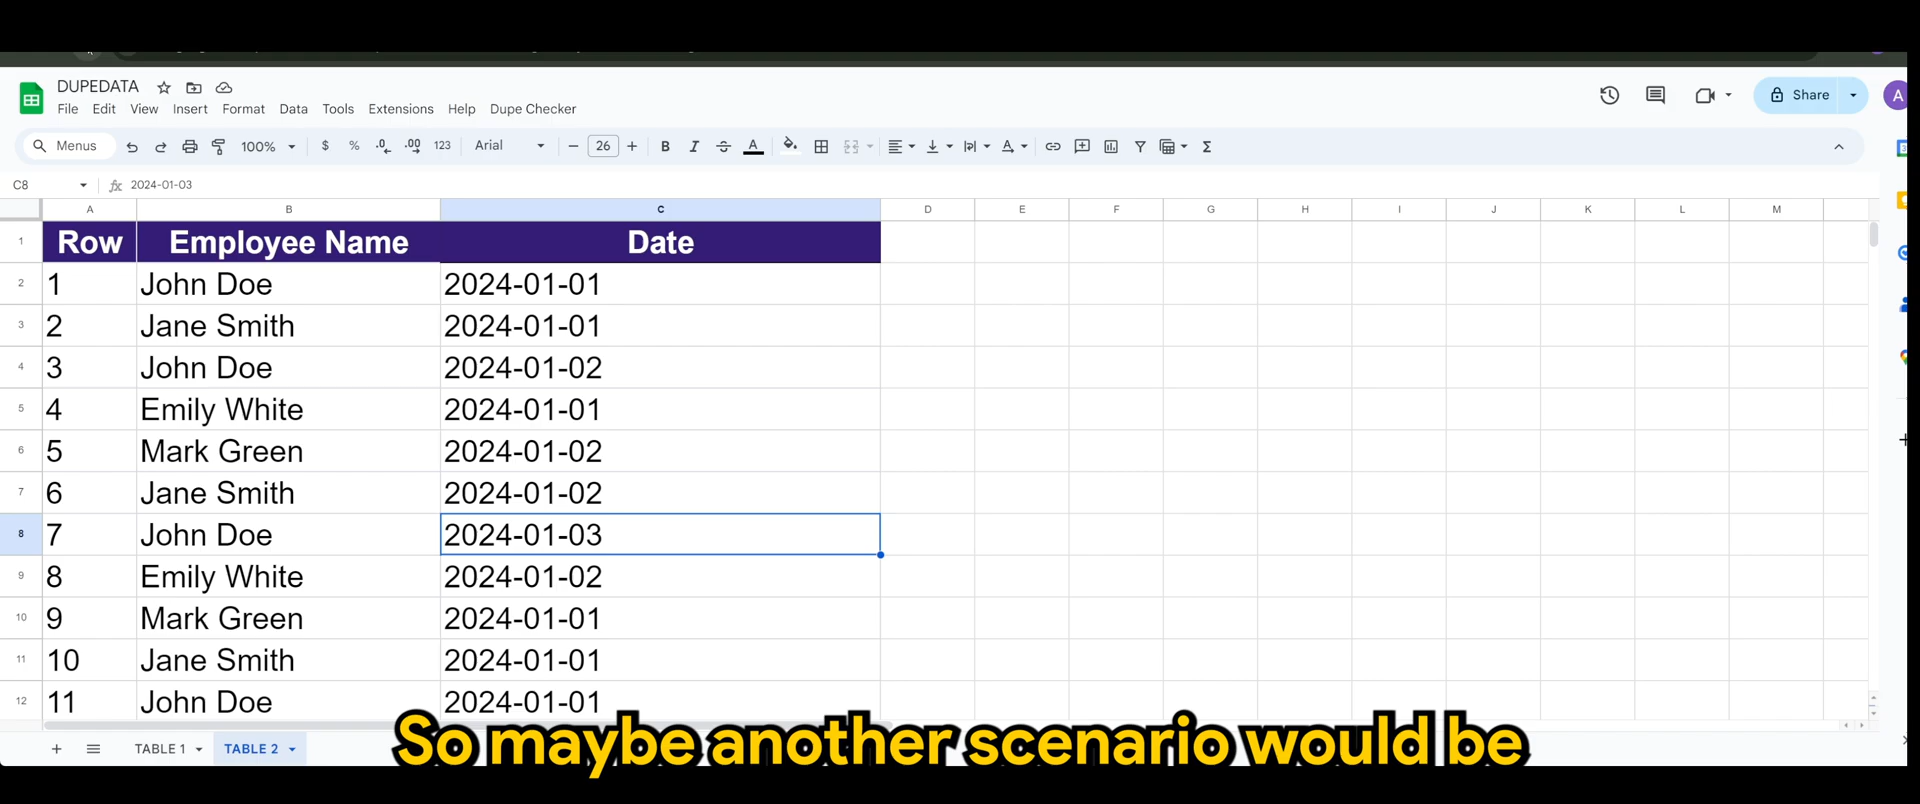 DUPEDATA
File Edit View Insert Format Data Tools Extensions Help Dupe Checker
Share
A
Menus 100% $ % .0 .00 123 Arial 26 B I A Σ
C8 fx 2024-01-03
A B C D E F G H I J K L M
1 Row Employee Name Date
2 1 John Doe 2024-01-01
3 2 Jane Smith 2024-01-01
4 3 John Doe 2024-01-02
5 4 Emily White 2024-01-01
6 5 Mark Green 2024-01-02
7 6 Jane Smith 2024-01-02
8 7 John Doe 2024-01-03
9 8 Emily White 2024-01-02
10 9 Mark Green 2024-01-01
11 10 Jane Smith 2024-01-01
12 11 John Doe 2024-01-01
TABLE 1 TABLE 2
So maybe another scenario would be